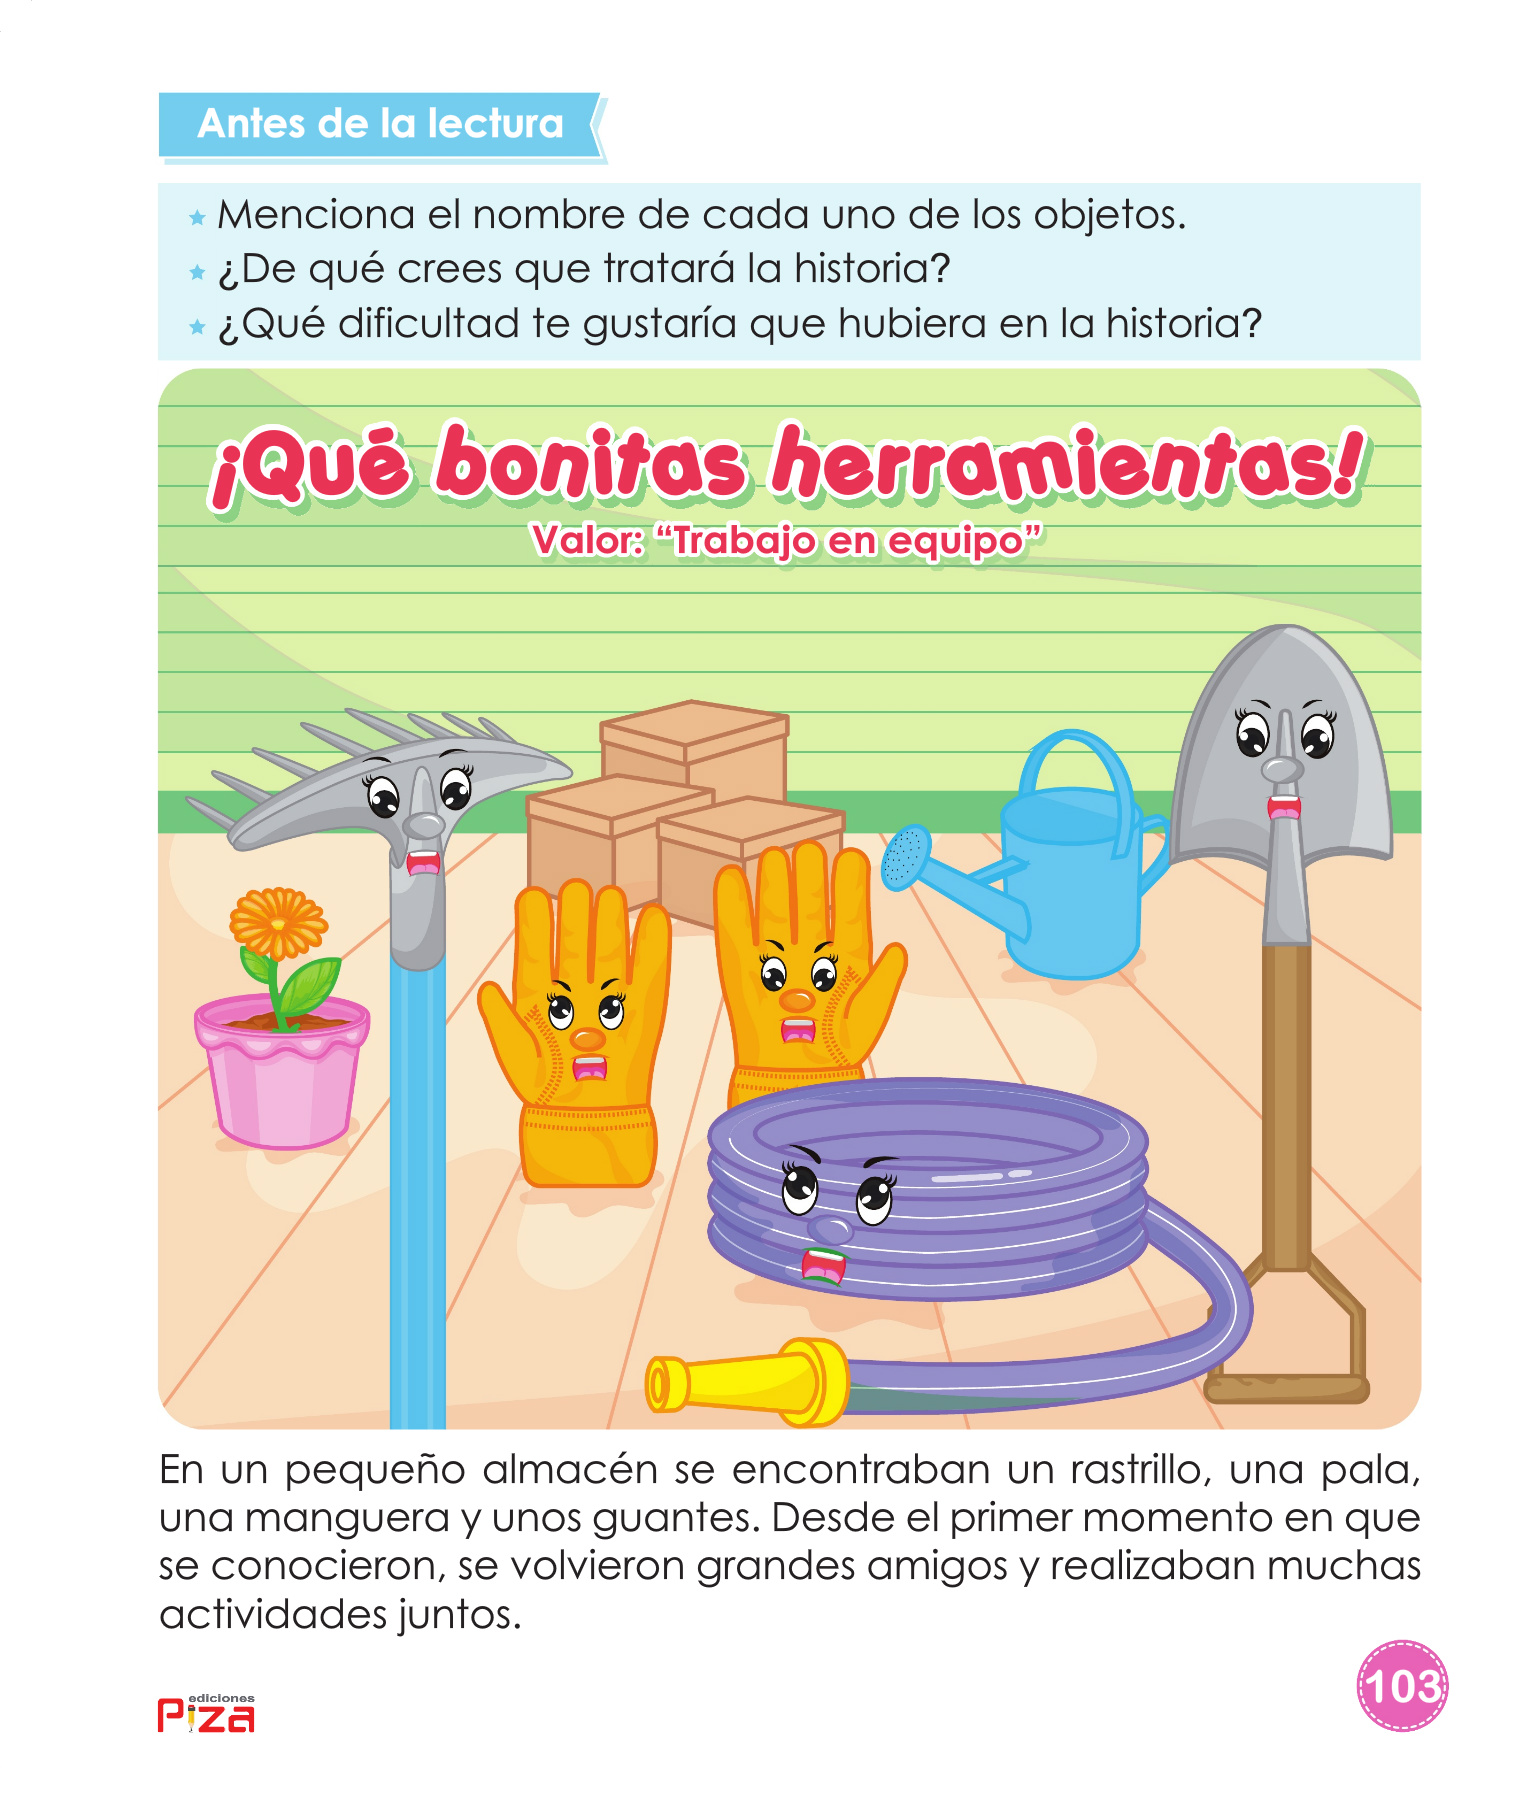 Antes de la lectura
Menciona el nombre de cada uno de los objetos.
¿De qué crees que tratará la historia?
¿Qué dificultad te gustaría que hubiera en la historia?
¡Qué bonitas herramientas!
Valor: “Trabajo en equipo”
En un pequeño almacén se encontraban un rastrillo, una pala,
una manguera y unos guantes. Desde el primer momento en que
se conocieron, se volvieron grandes amigos y realizaban muchas
actividades juntos.
103
ediciones
Piza